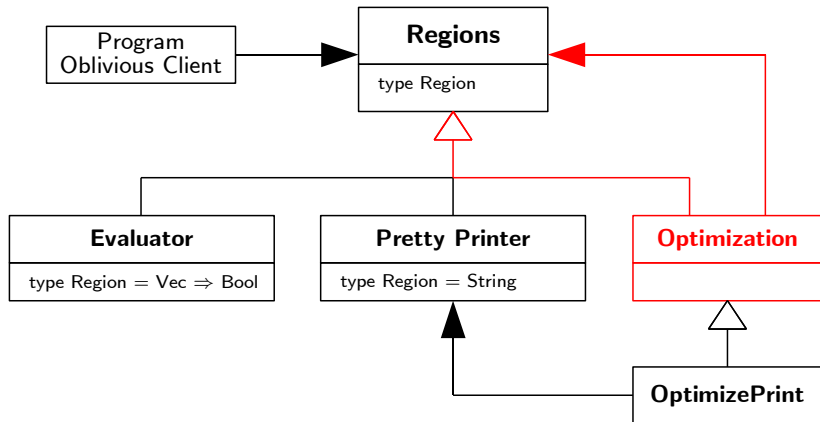 Program
Oblivious Client
Regions
type Region
Evaluator
type Region = Vec ⇒ Bool
Pretty Printer
type Region = String
Optimization
OptimizePrint